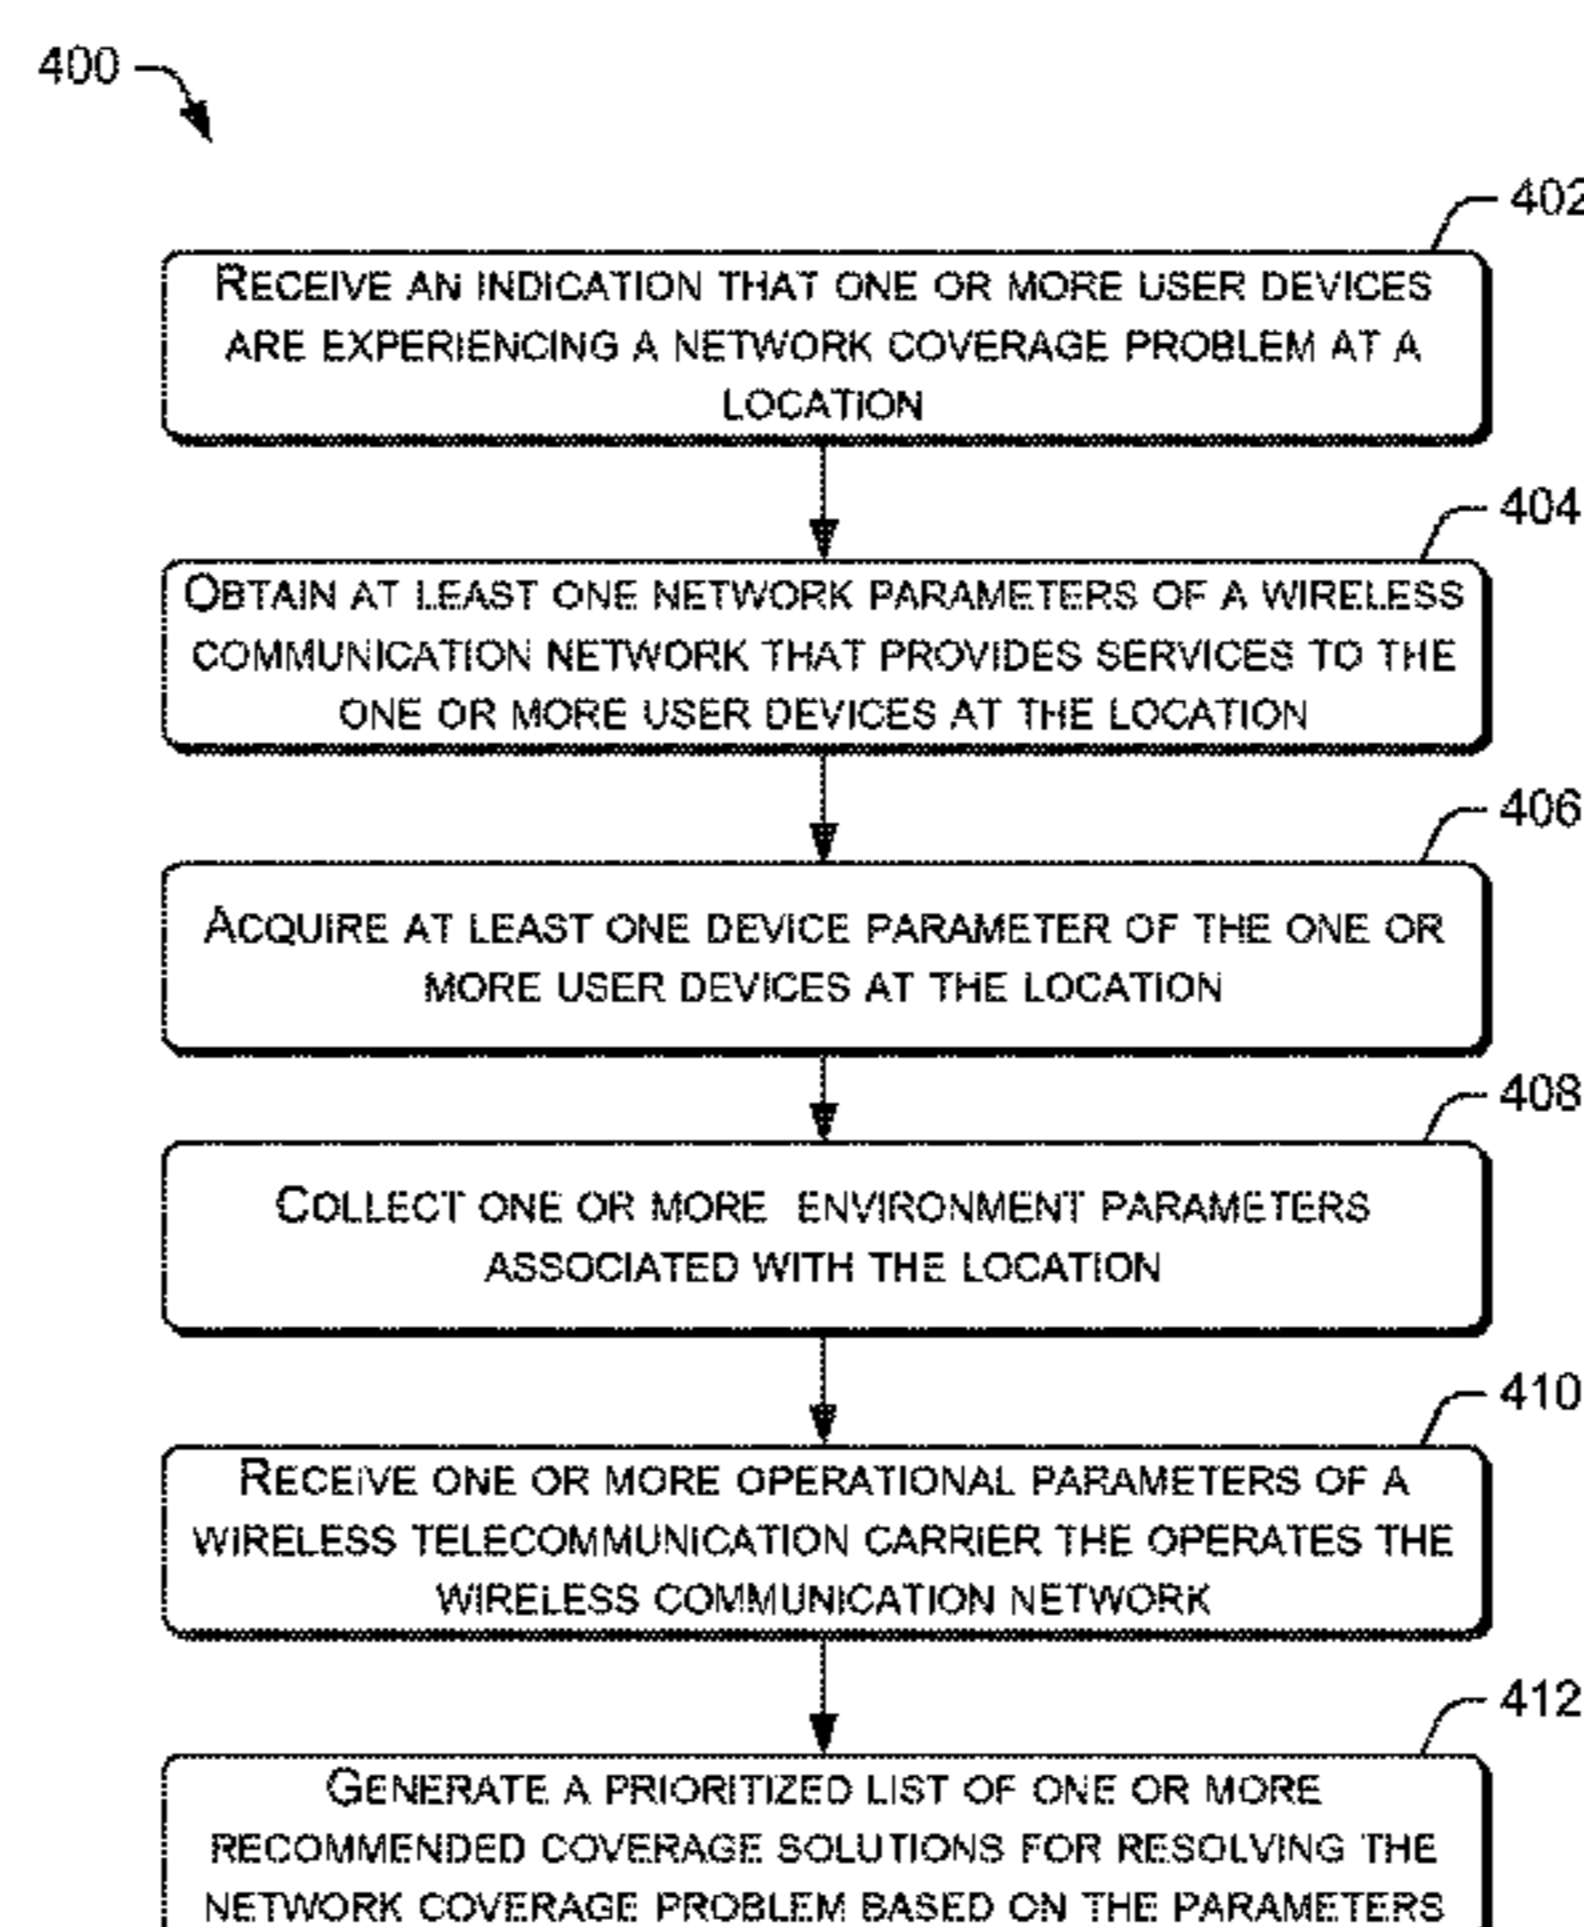 400
402
RECEIVE AN INDICATION THAT ONE OR MORE USER DEVICES
ARE EXPERIENCING A NETWORK COVERAGE PROBLEM AT A
LOCATION
404
OBTAIN AT LEAST ONE NETWORK PARAMETERS OF A WIRELESS
COMMUNICATION NETWORK THAT PROVIDES SERVICES TO THE
ONE OR MORE USER DEVICES AT THE LOCATION
406
ACQUIRE AT LEAST ONE DEVICE PARAMETER OF THE ONE OR
MORE USER DEVICES AT THE LOCATION
408
COLLECT ONE OR MORE ENVIRONMENT PARAMETERS
ASSOCIATED WITH THE LOCATION
410
RECEIVE ONE OR MORE OPERATIONAL PARAMETERS OF A
WIRELESS TELECOMMUNICATION CARRIER THE OPERATES THE
WIRELESS COMMUNICATION NETWORK
412
GENERATE A PRIORITIZED LIST OF ONE OR MORE
RECOMMENDED COVERAGE SOLUTIONS FOR RESOLVING THE
NETWORK COVERAGE PROBLEM BASED ON THE PARAMETERS